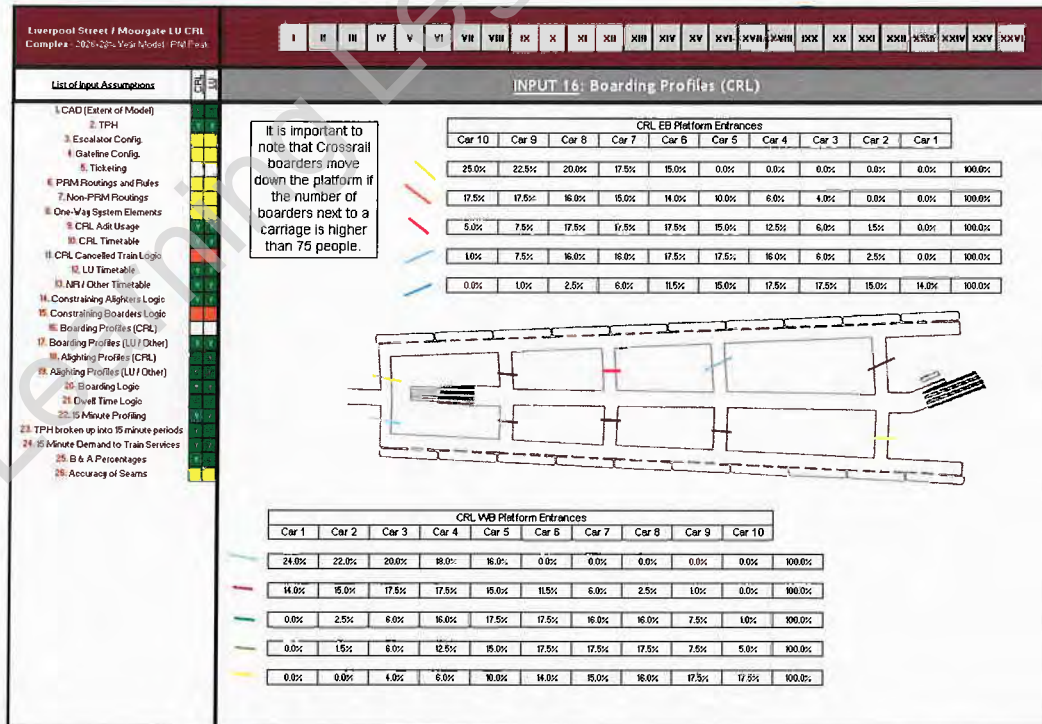 Liverpool Street / Moorgate LU CRL
Complex - 2026+20% Year Model - PM Peak
I II III IV V VI VII VIII IX X XI XII XIII XIV XV XVI XVII XVIII IXX XX XXI XXII XXIII XXIV XXV XXVI
List of Input Assumptions CRL LU
INPUT 16: Boarding Profiles (CRL)
1. CAD (Extent of Model)
2. TPH
3. Escalator Config.
4. Gateline Config.
5. Ticketing
6. PRM Routings and Rules
7. Non-PRM Routings
8. One-Way System Elements
9. CRL Adit Usage
10. CRL Timetable
11. CRL Cancelled Train Logic
12. LU Timetable
13. NR / Other Timetable
14. Constraining Alighters Logic
15. Constraining Boarders Logic
16. Boarding Profiles (CRL)
17. Boarding Profiles (LU / Other)
18. Alighting Profiles (CRL)
19. Alighting Profiles (LU / Other)
20. Boarding Logic
21. Dwell Time Logic
22. 15 Minute Profiling
23. TPH broken up into 15 minute periods
24. 15 Minute Demand to Train Services
25. B & A Percentages
26. Accuracy of Seams
It is important to
note that Crossrail
boarders move
down the platform if
the number of
boarders next to a
carriage is higher
than 75 people.
CRL EB Platform Entrances
Car 10 Car 9 Car 8 Car 7 Car 6 Car 5 Car 4 Car 3 Car 2 Car 1
25.0% 22.5% 20.0% 17.5% 15.0% 0.0% 0.0% 0.0% 0.0% 0.0% 100.0%
17.5% 17.5% 16.0% 15.0% 14.0% 10.0% 6.0% 4.0% 0.0% 0.0% 100.0%
5.0% 7.5% 17.5% 17.5% 17.5% 15.0% 12.5% 6.0% 1.5% 0.0% 100.0%
1.0% 7.5% 16.0% 16.0% 17.5% 17.5% 16.0% 6.0% 2.5% 0.0% 100.0%
0.0% 1.0% 2.5% 6.0% 11.5% 15.0% 17.5% 17.5% 15.0% 14.0% 100.0%
CRL WB Platform Entrances
Car 1 Car 2 Car 3 Car 4 Car 5 Car 6 Car 7 Car 8 Car 9 Car 10
24.0% 22.0% 20.0% 18.0% 16.0% 0.0% 0.0% 0.0% 0.0% 0.0% 100.0%
14.0% 15.0% 17.5% 17.5% 15.0% 11.5% 6.0% 2.5% 1.0% 0.0% 100.0%
0.0% 2.5% 6.0% 16.0% 17.5% 17.5% 16.0% 16.0% 7.5% 1.0% 100.0%
0.0% 1.5% 6.0% 12.5% 15.0% 17.5% 17.5% 17.5% 7.5% 5.0% 100.0%
0.0% 0.0% 4.0% 6.0% 10.0% 14.0% 15.0% 16.0% 17.5% 17.5% 100.0%
Learning Le